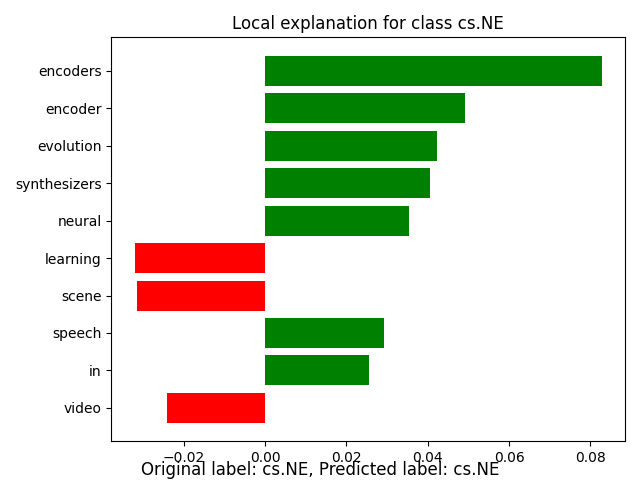 Local explanation for class cs.NE
encoders
encoder
evolution
synthesizers
neural
learning
scene
speech
in
video
−0.02 0.00 0.02 0.04 0.06 0.08
Original label: cs.NE, Predicted label: cs.NE